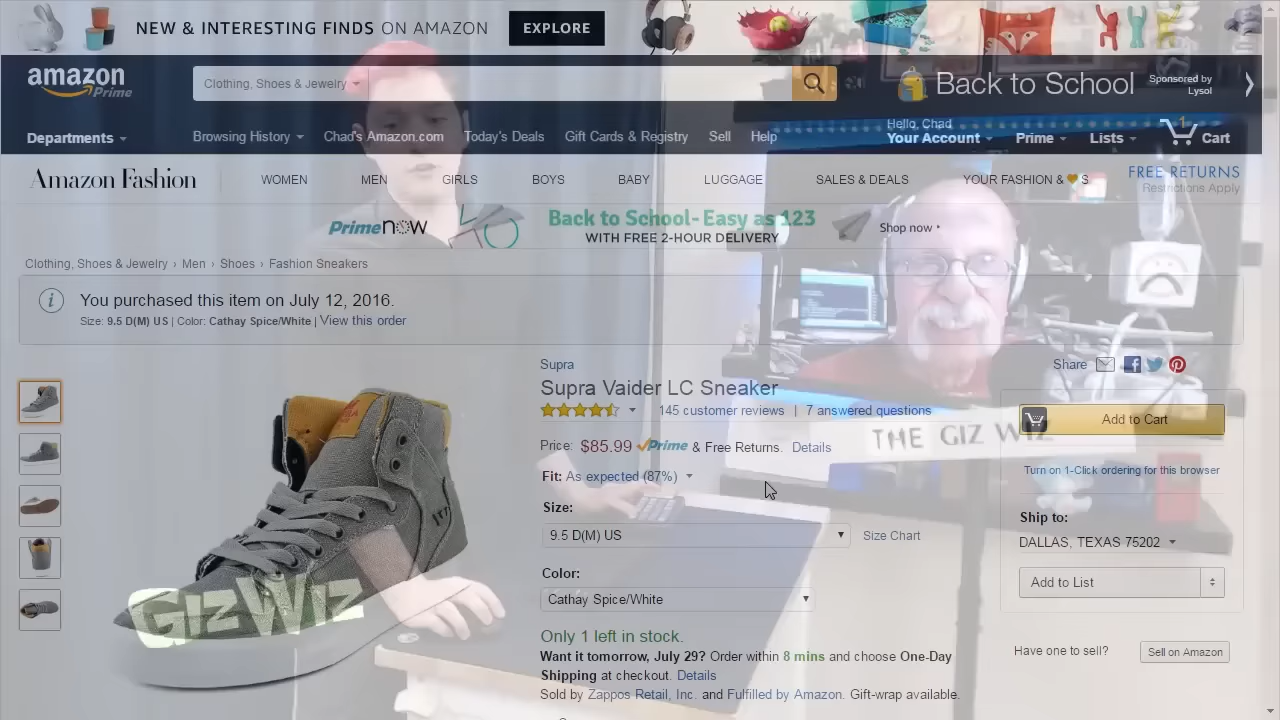 NEW & INTERESTING FINDS ON AMAZON EXPLORE
amazon Prime
Clothing, Shoes & Jewelry
Back to School
Sponsored by Lysol
Departments
Browsing History
Chad's Amazon.com
Today's Deals
Gift Cards & Registry
Sell
Help
Hello, Chad
Your Account
Prime
Lists
1
Cart
Amazon Fashion
WOMEN
MEN
GIRLS
BOYS
BABY
LUGGAGE
SALES & DEALS
YOUR FASHION & S
FREE RETURNS
Restrictions Apply
Prime NOW
Back to School- Easy as 123
WITH FREE 2-HOUR DELIVERY
Shop now
Clothing, Shoes & Jewelry › Men › Shoes › Fashion Sneakers
You purchased this item on July 12, 2016.
Size: 9.5 D(M) US | Color: Cathay Spice/White | View this order
Supra
Supra Vaider LC Sneaker
145 customer reviews | 7 answered questions
Price: $85.99 Prime & Free Returns. Details
Fit: As expected (87%)
Size:
9.5 D(M) US
Size Chart
Color:
Cathay Spice/White
Only 1 left in stock.
Want it tomorrow, July 29? Order within 8 mins and choose One-Day
Shipping at checkout. Details
Sold by Zappos Retail, Inc. and Fulfilled by Amazon. Gift-wrap available.
Share
Add to Cart
THE GIZ WIZ
Turn on 1-Click ordering for this browser
Ship to:
DALLAS, TEXAS 75202
Add to List
Have one to sell?
Sell on Amazon
GIZWIZ